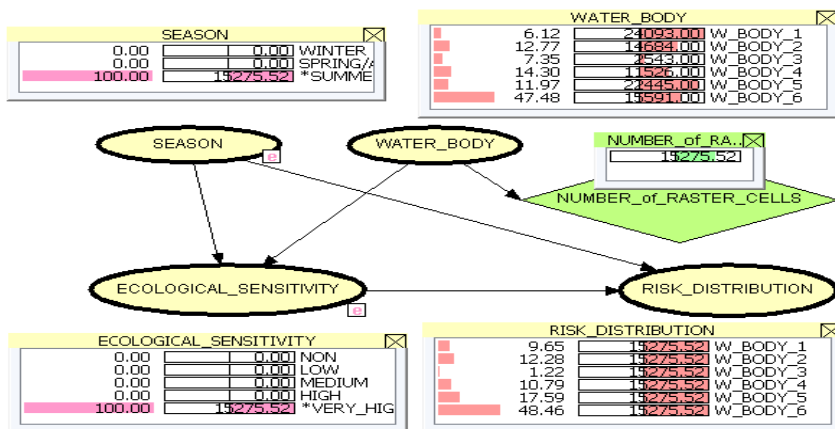 SEASON
0.00 0.00 WINTER
0.00 0.00 SPRING/A
100.00 15275.52 *SUMME
WATER_BODY
6.12 24093.00 W_BODY_1
12.77 14684.00 W_BODY_2
7.35 2543.00 W_BODY_3
14.30 11526.00 W_BODY_4
11.97 22445.00 W_BODY_5
47.48 15591.00 W_BODY_6
SEASON
e
WATER_BODY
NUMBER_of_RA..
15275.52
NUMBER_of_RASTER_CELLS
ECOLOGICAL_SENSITIVITY
e
RISK_DISTRIBUTION
ECOLOGICAL_SENSITIVITY
0.00 0.00 NON
0.00 0.00 LOW
0.00 0.00 MEDIUM
0.00 0.00 HIGH
100.00 15275.52 *VERY_HIG
RISK_DISTRIBUTION
9.65 15275.52 W_BODY_1
12.28 15275.52 W_BODY_2
1.22 15275.52 W_BODY_3
10.79 15275.52 W_BODY_4
17.59 15275.52 W_BODY_5
48.46 15275.52 W_BODY_6